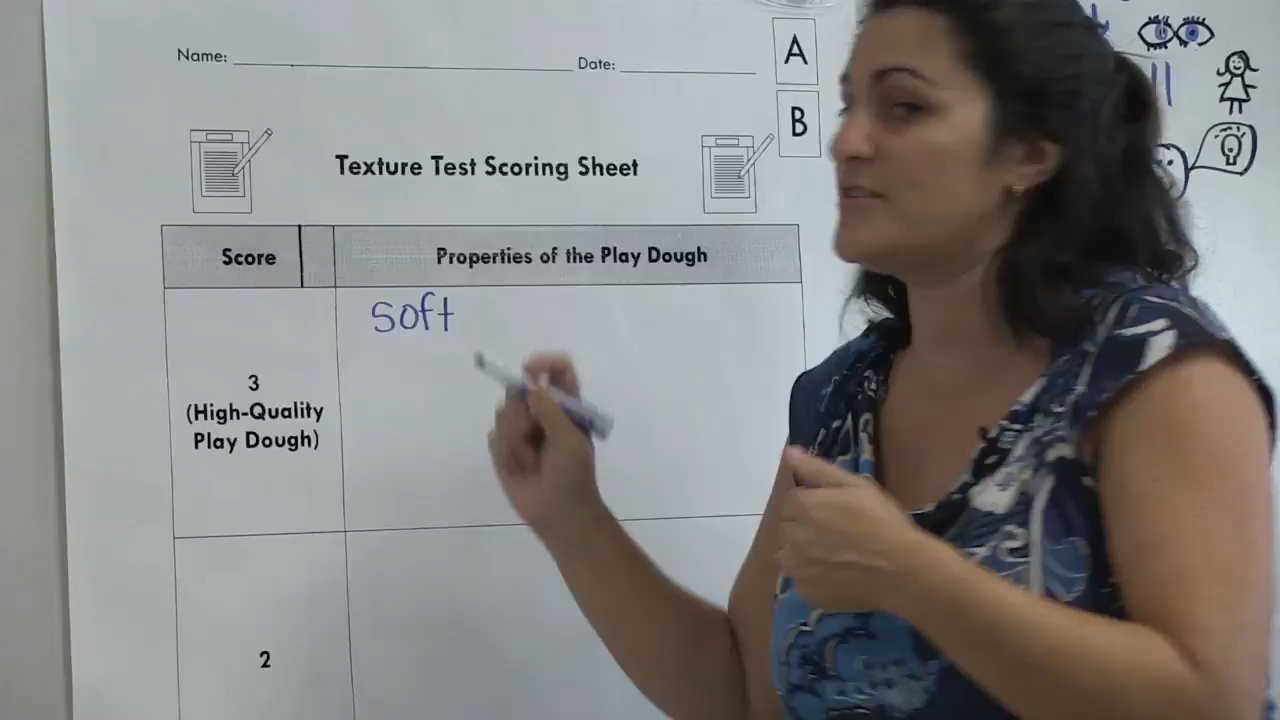 Name: Date:
A
B
Texture Test Scoring Sheet
Score Properties of the Play Dough
soft
3
(High-Quality
Play Dough)
2